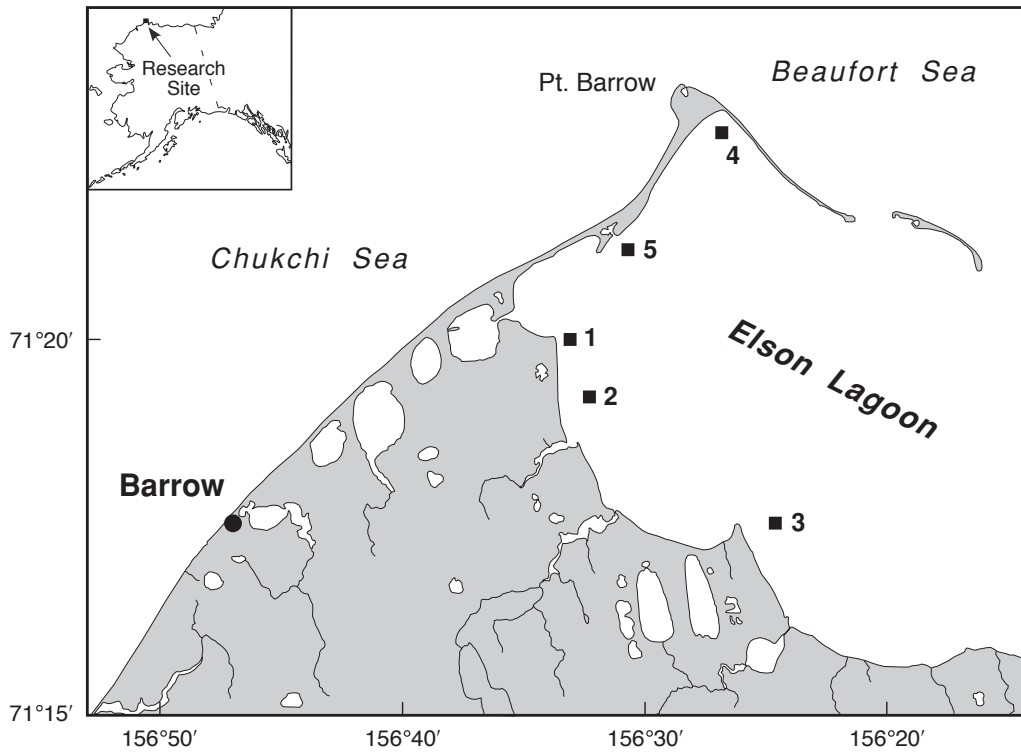 Research
Site
Pt. Barrow
Beaufort Sea
4
Chukchi Sea
5
71°20′
1
Elson Lagoon
2
Barrow
3
71°15′
156°50′
156°40′
156°30′
156°20′